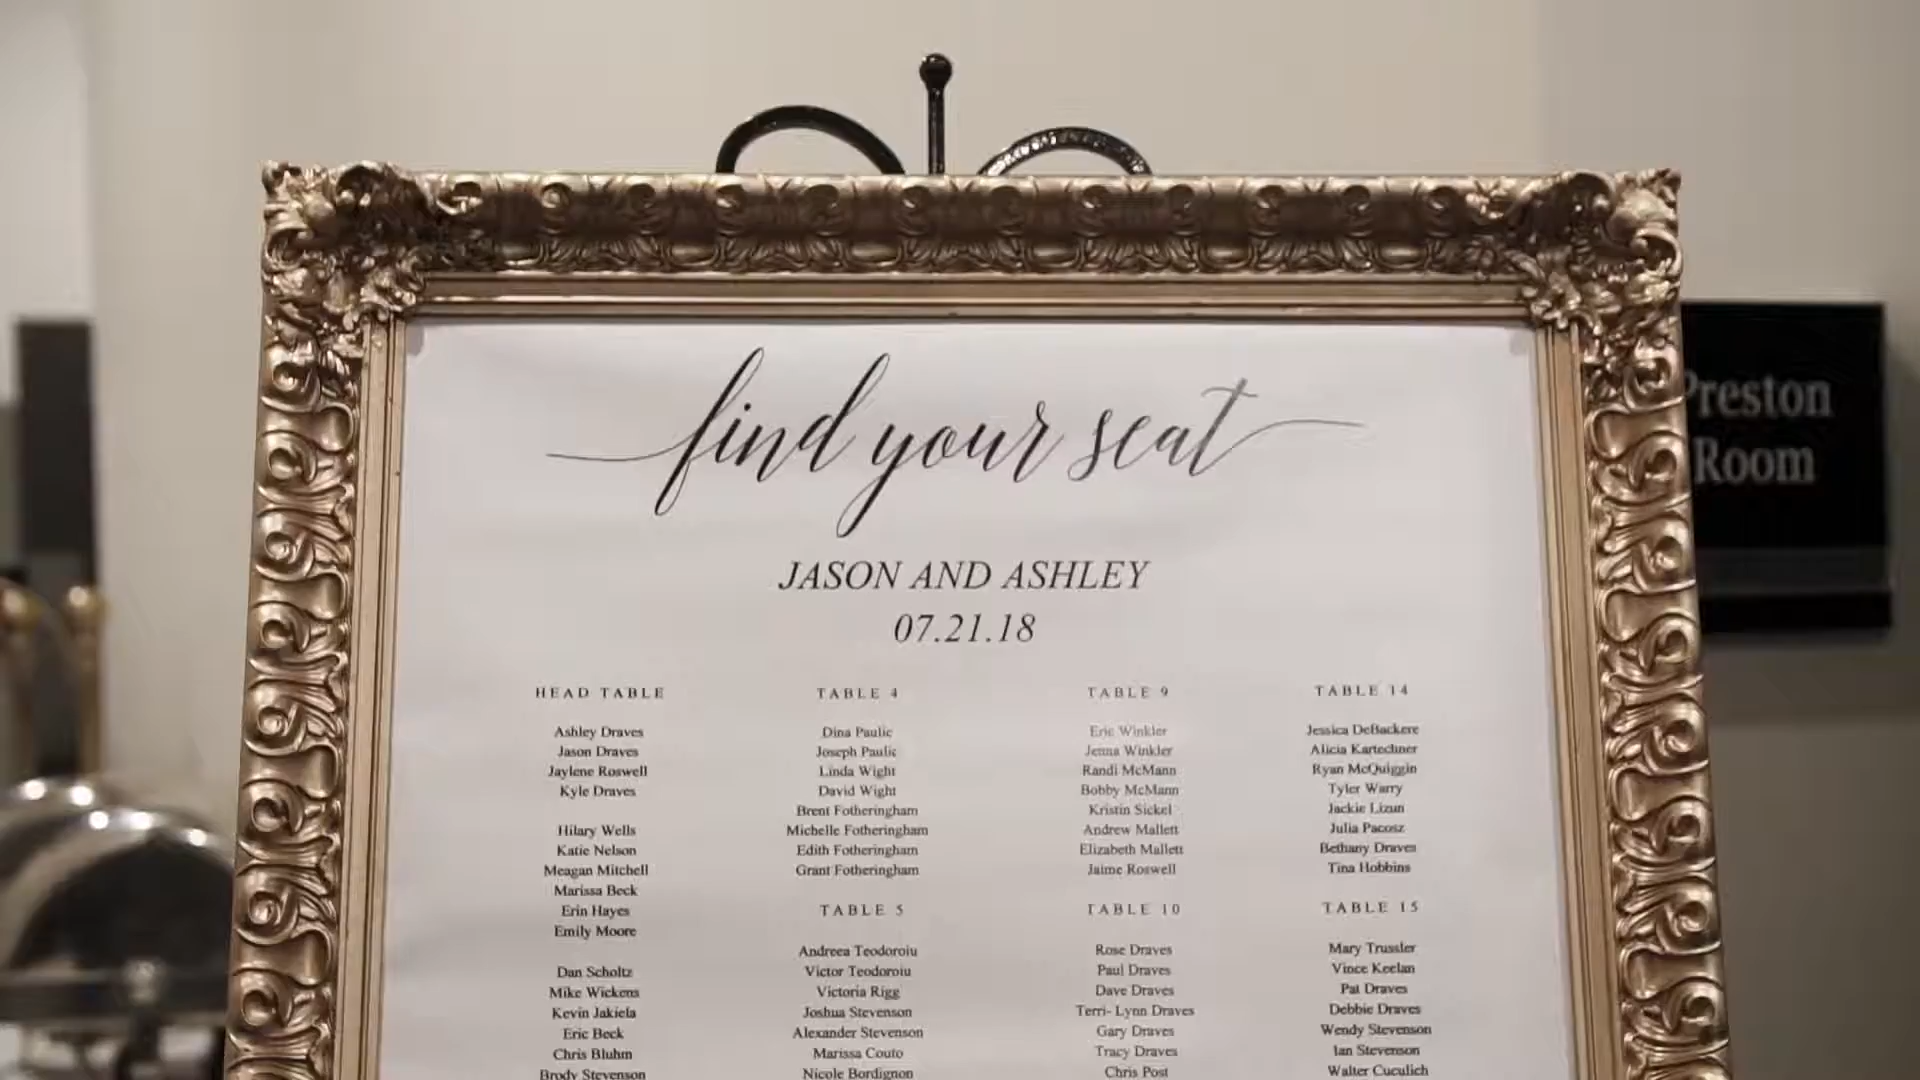 find your seat
JASON AND ASHLEY
07.21.18
HEAD TABLE
Ashley Draves
Jason Draves
Jaylene Roswell
Kyle Draves
Hilary Wells
Katie Nelson
Meagan Mitchell
Marissa Beck
Erin Hayes
Emily Moore
Dan Scholtz
Mike Wickens
Kevin Jakiela
Eric Beck
Chris Bluhm
Brody Stevenson
TABLE 4
Dina Paulic
Joseph Paulic
Linda Wight
David Wight
Brent Fotheringham
Michelle Fotheringham
Edith Fotheringham
Grant Fotheringham
TABLE 5
Andreea Teodoroiu
Victor Teodoroiu
Victoria Rigg
Joshua Stevenson
Alexander Stevenson
Marissa Couto
Nicole Bordignon
TABLE 9
Eric Winkler
Jenna Winkler
Randi McMann
Bobby McMann
Kristin Sickel
Andrew Mallett
Elizabeth Mallett
Jaime Roswell
TABLE 10
Rose Draves
Paul Draves
Dave Draves
Terri- Lynn Draves
Gary Draves
Tracy Draves
Chris Post
TABLE 14
Jessica DeBackere
Alicia Kartechner
Ryan McQuiggin
Tyler Warry
Jackie Lizun
Julia Pacosz
Bethany Draves
Tina Hobbins
TABLE 15
Mary Trussler
Vince Keelan
Pat Draves
Debbie Draves
Wendy Stevenson
Ian Stevenson
Walter Cuculich
Preston
Room